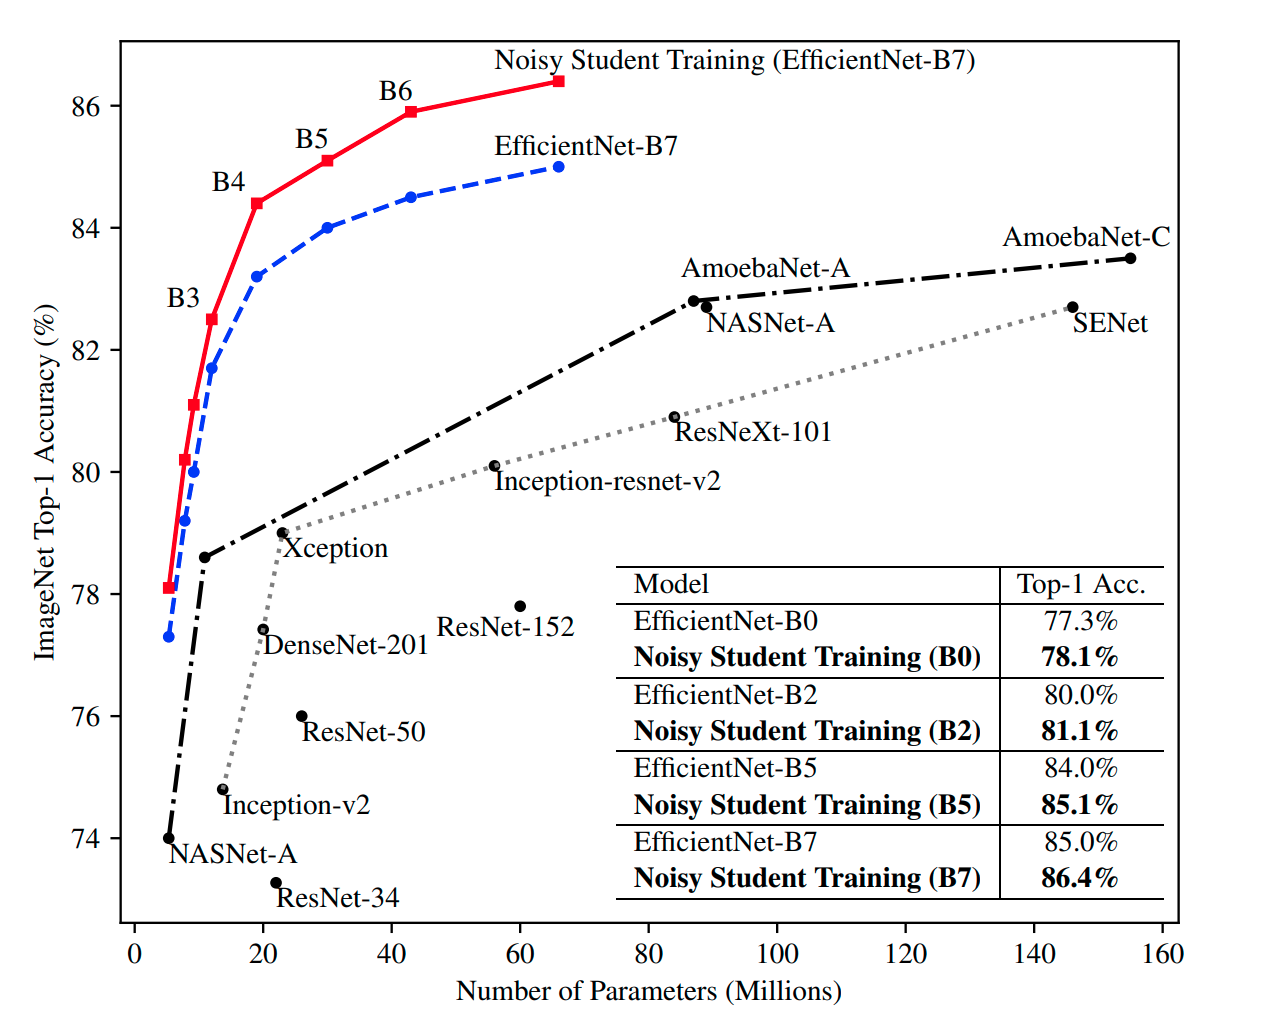 Noisy Student Training (EfficientNet-B7)
B6
86
B5
EfficientNet-B7
B4
84
AmoebaNet-C
AmoebaNet-A
B3
NASNet-A
SENet
82
ResNeXt-101
80
Inception-resnet-v2
Xception
78
ResNet-152
DenseNet-201
76
ResNet-50
Inception-v2
74
NASNet-A
ResNet-34
ImageNet Top-1 Accuracy (%)
Model Top-1 Acc.
EfficientNet-B0 77.3%
Noisy Student Training (B0) 78.1%
EfficientNet-B2 80.0%
Noisy Student Training (B2) 81.1%
EfficientNet-B5 84.0%
Noisy Student Training (B5) 85.1%
EfficientNet-B7 85.0%
Noisy Student Training (B7) 86.4%
0 20 40 60 80 100 120 140 160
Number of Parameters (Millions)